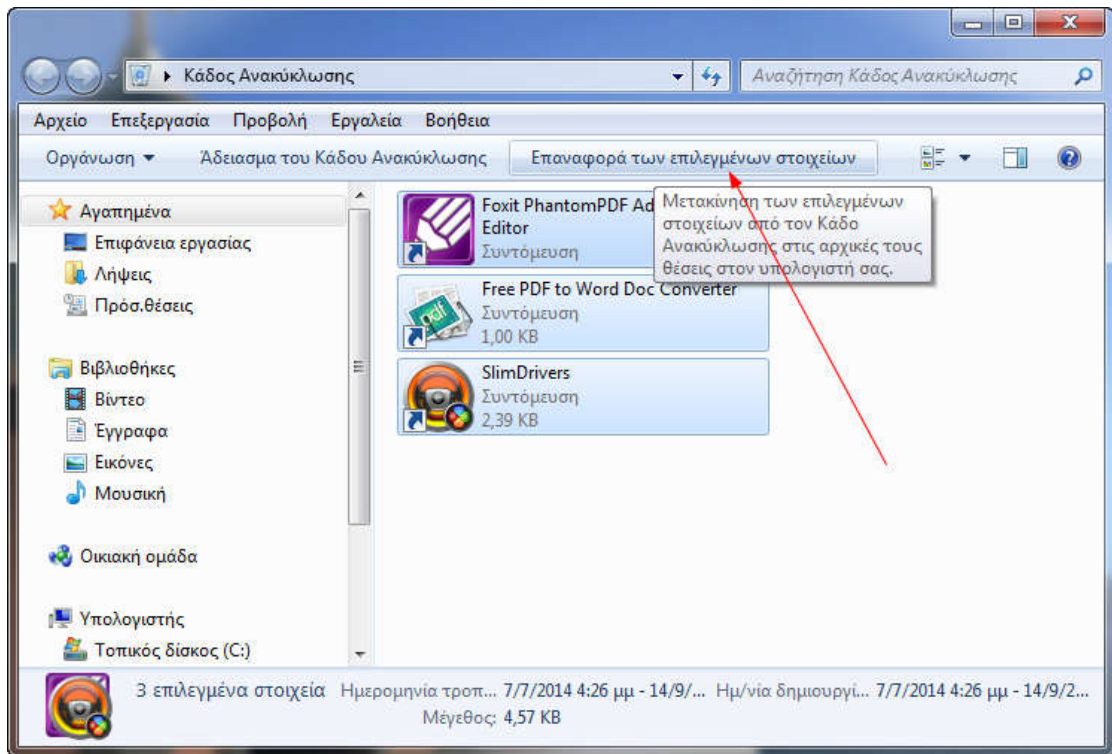 Κάδος Ανακύκλωσης
Αναζήτηση Κάδος Ανακύκλωσης
Αρχείο Επεξεργασία Προβολή Εργαλεία Βοήθεια
Οργάνωση Άδειασμα του Κάδου Ανακύκλωσης Επαναφορά των επιλεγμένων στοιχείων
Αγαπημένα
Επιφάνεια εργασίας
Λήψεις
Πρόσ.θέσεις
Βιβλιοθήκες
Βίντεο
Έγγραφα
Εικόνες
Μουσική
Οικιακή ομάδα
Υπολογιστής
Τοπικός δίσκος (C:)
Foxit PhantomPDF Ad
Editor
Συντόμευση
Μετακίνηση των επιλεγμένων
στοιχείων από τον Κάδο
Ανακύκλωσης στις αρχικές τους
θέσεις στον υπολογιστή σας.
Free PDF to Word Doc Converter
Συντόμευση
1,00 KB
SlimDrivers
Συντόμευση
2,39 KB
3 επιλεγμένα στοιχεία Ημερομηνία τροπ... 7/7/2014 4:26 μμ - 14/9/... Ημ/νία δημιουργί... 7/7/2014 4:26 μμ - 14/9/2...
Μέγεθος: 4,57 KB